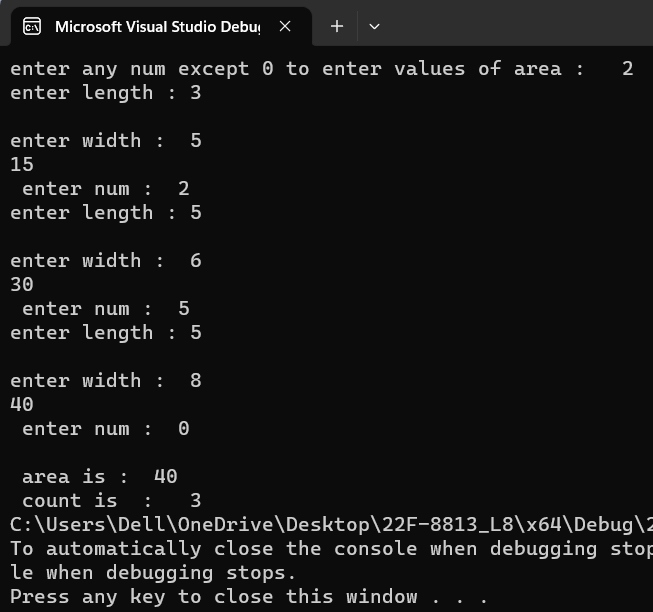 Microsoft Visual Studio Debu
enter any num except 0 to enter values of area :   2
enter length : 3
enter width :  5
15
 enter num :  2
enter length : 5
enter width :  6
30
 enter num :  5
enter length : 5
enter width :  8
40
 enter num :  0
 area is :  40
 count is  :   3
C:\Users\Dell\OneDrive\Desktop\22F-8813_L8\x64\Debug\2
To automatically close the console when debugging stop
le when debugging stops.
Press any key to close this window . . .